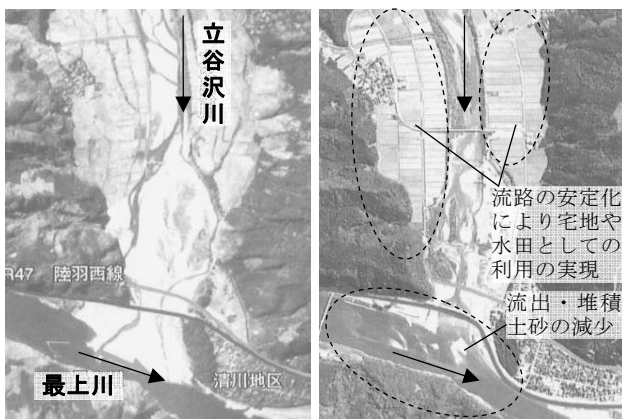 立谷沢川
R47 陸羽西線
最上川
清川地区
流路の安定化
により宅地や
水田としての
利用の実現
流出・堆積
土砂の減少